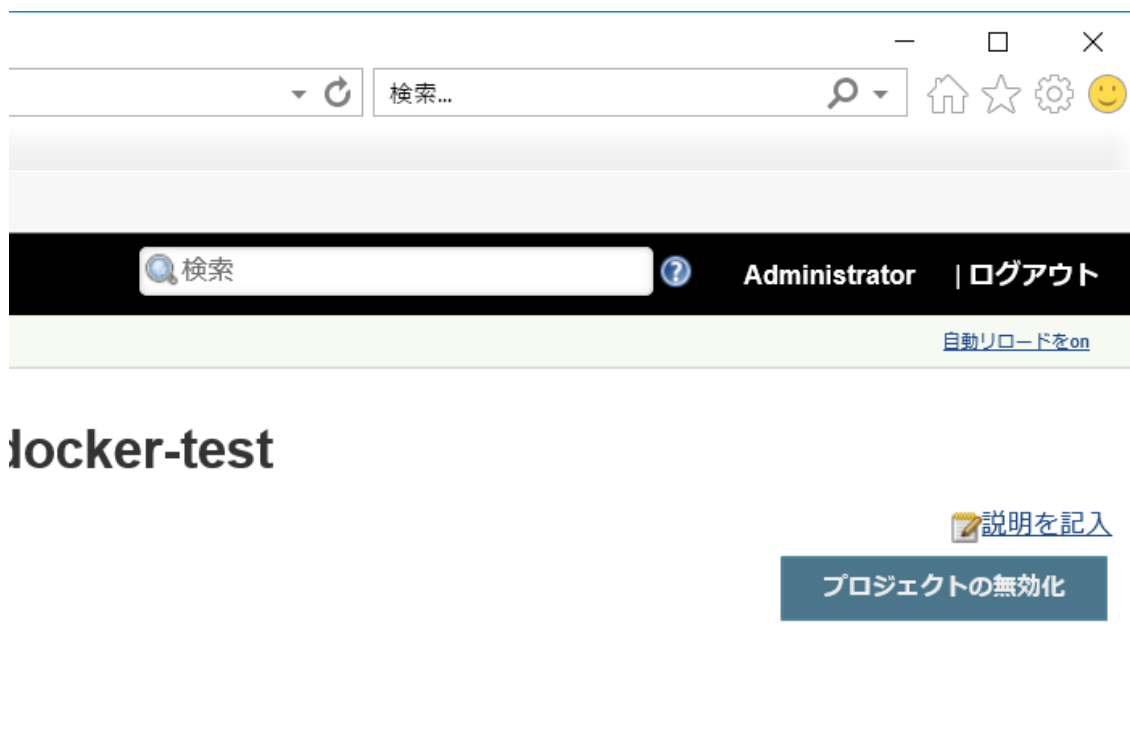 検索...
検索
Administrator |ログアウト
自動リロードをon
docker-test
説明を記入
プロジェクトの無効化